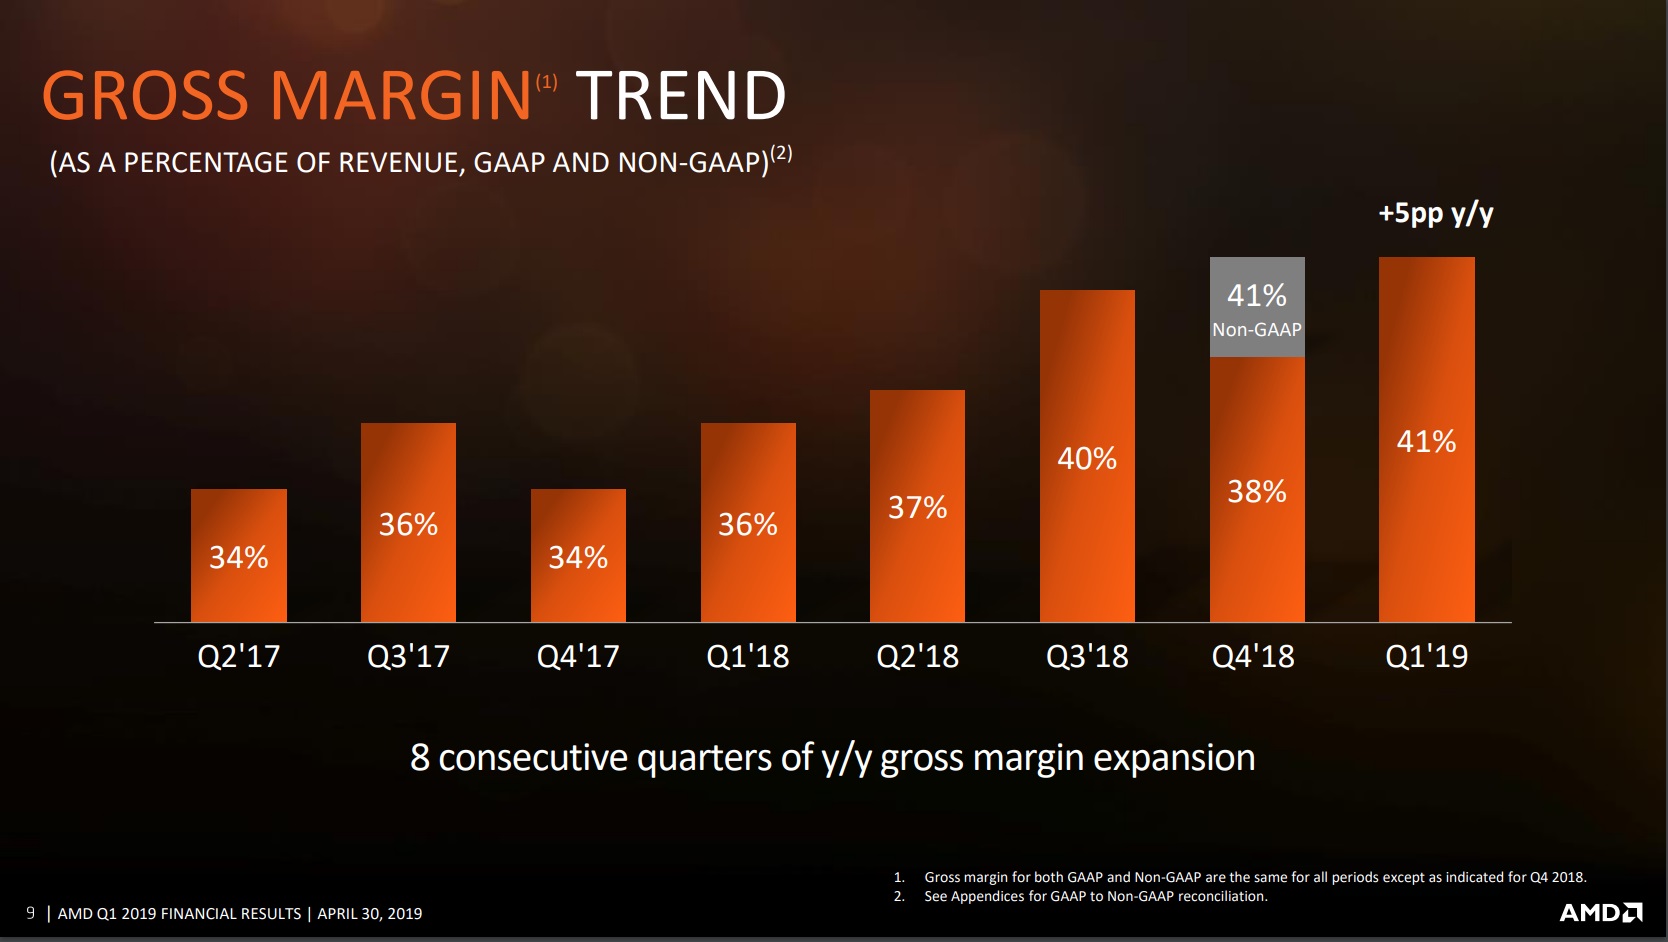 GROSS MARGIN(1) TREND
(AS A PERCENTAGE OF REVENUE, GAAP AND NON-GAAP)(2)
+5pp y/y
34%
36%
34%
36%
37%
40%
41%
Non-GAAP
38%
41%
Q2'17 Q3'17 Q4'17 Q1'18 Q2'18 Q3'18 Q4'18 Q1'19
8 consecutive quarters of y/y gross margin expansion
1. Gross margin for both GAAP and Non-GAAP are the same for all periods except as indicated for Q4 2018.
2. See Appendices for GAAP to Non-GAAP reconciliation.
9 | AMD Q1 2019 FINANCIAL RESULTS | APRIL 30, 2019
AMD